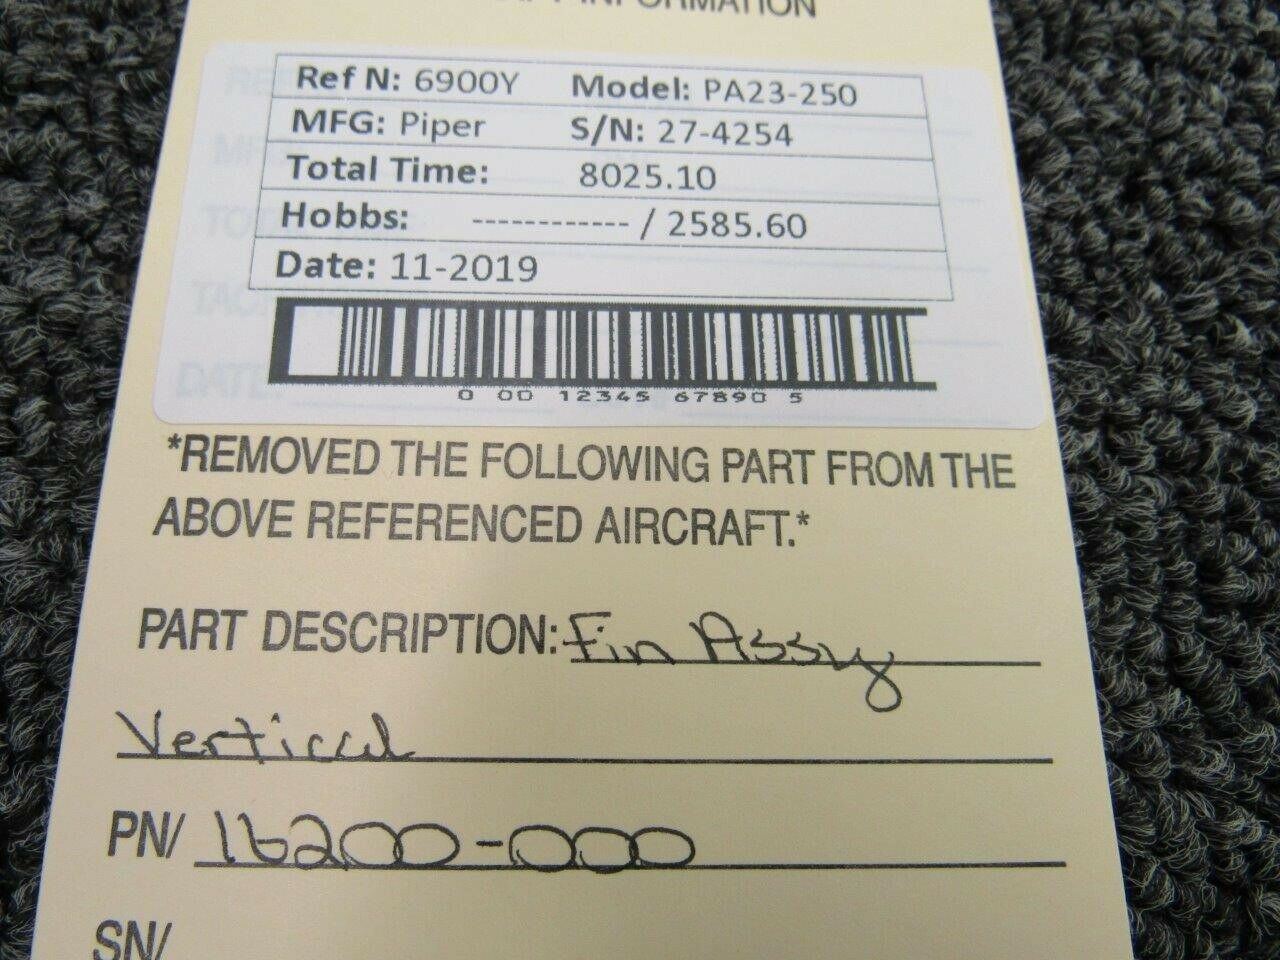 INFORMATION
Ref N: 6900Y Model: PA23-250
MFG: Piper S/N: 27-4254
Total Time: 8025.10
Hobbs: ------------ / 2585.60
Date: 11-2019
0 00 12345 67890 5
*REMOVED THE FOLLOWING PART FROM THE
ABOVE REFERENCED AIRCRAFT.*
PART DESCRIPTION: Fin Assy
Vertical
PN/ 16200-000
SN/